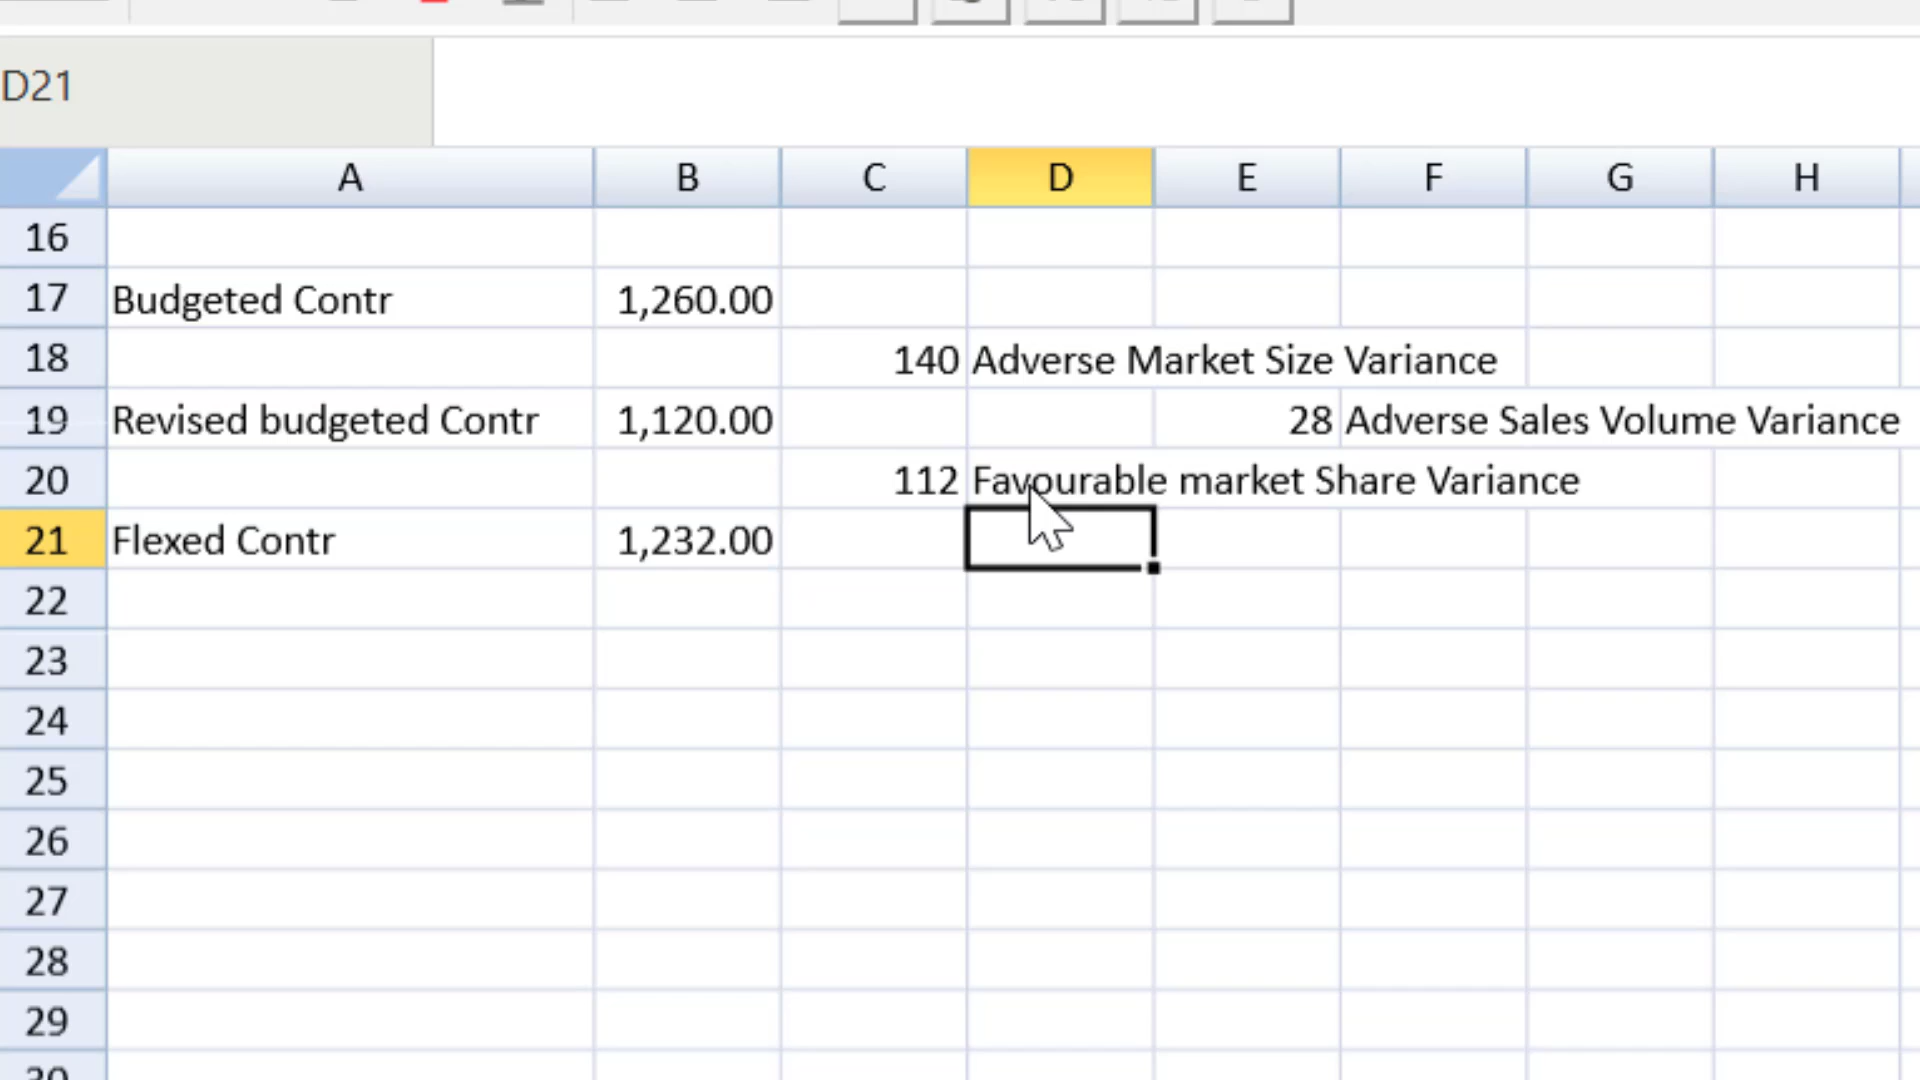 D21
A B C D E F G H
16
17 Budgeted Contr 1,260.00
18 140 Adverse Market Size Variance
19 Revised budgeted Contr 1,120.00 28 Adverse Sales Volume Variance
20 112 Favourable market Share Variance
21 Flexed Contr 1,232.00
22
23
24
25
26
27
28
29